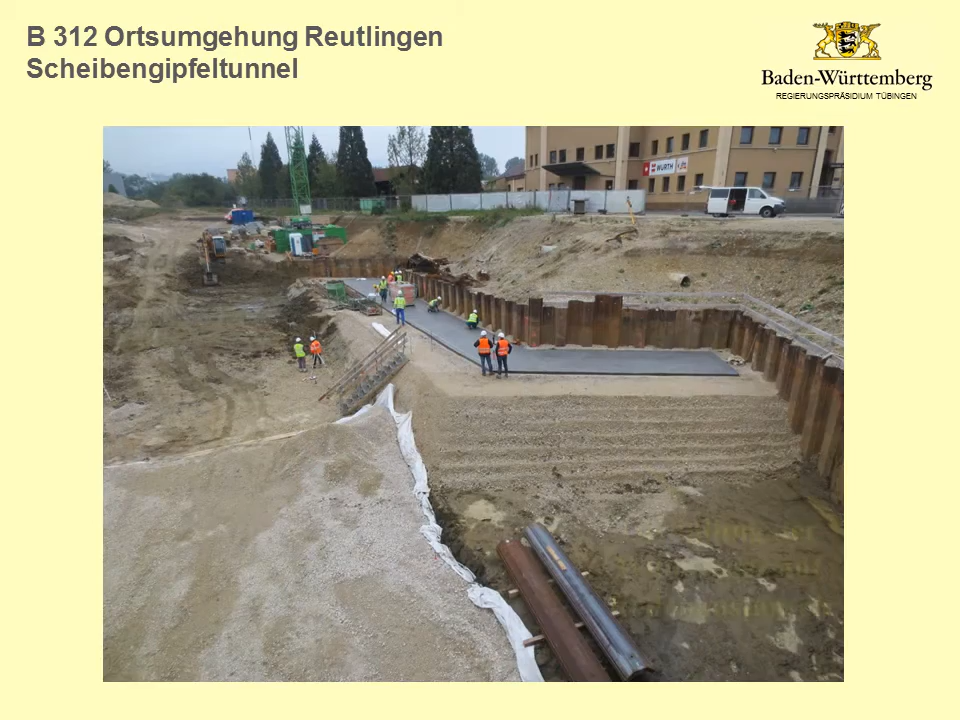 B 312 Ortsumgehung Reutlingen
Scheibengipfeltunnel
Baden-Württemberg
REGIERUNGSPRÄSIDIUM TÜBINGEN
WÜRTH